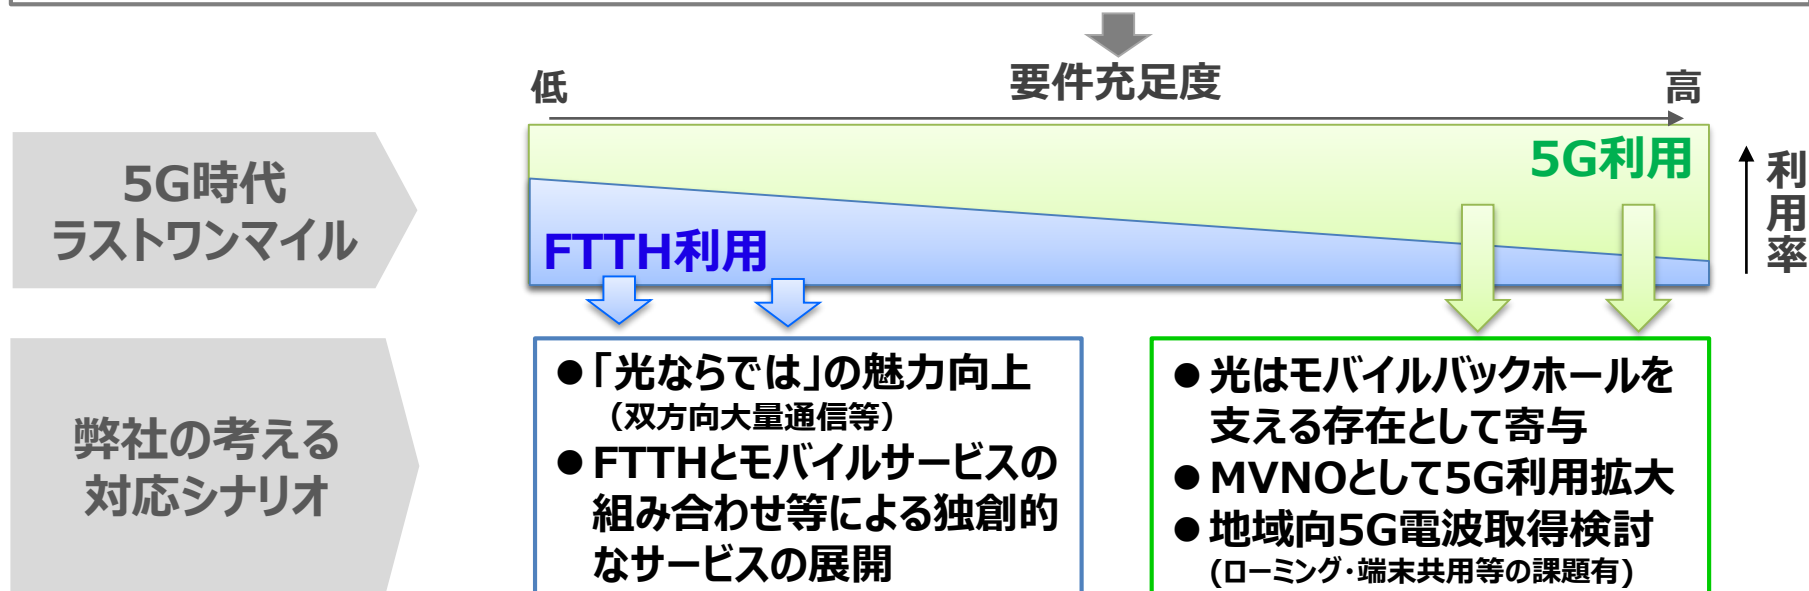 低
要件充足度
高
5G時代
ラストワンマイル
5G利用
FTTH利用
利用率
弊社の考える
対応シナリオ
●「光ならでは」の魅力向上
（双方向大量通信等）
●FTTHとモバイルサービスの
組み合わせ等による独創的
なサービスの展開
●光はモバイルバックホールを
支える存在として寄与
●MVNOとして5G利用拡大
●地域向5G電波取得検討
(ローミング・端末共用等の課題有)